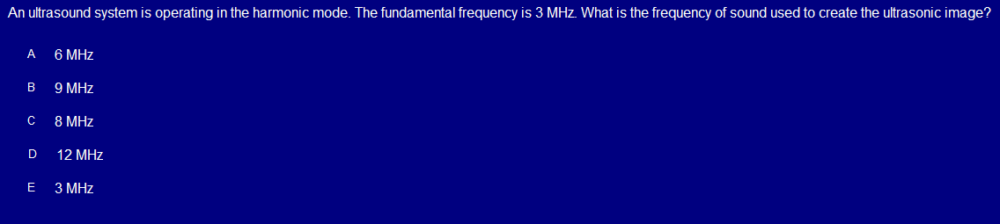 An ultrasound system is operating in the harmonic mode. The fundamental frequency is 3 MHz. What is the frequency of sound used to create the ultrasonic image?
A 6 MHz
B 9 MHz
C 8 MHz
D 12 MHz
E 3 MHz